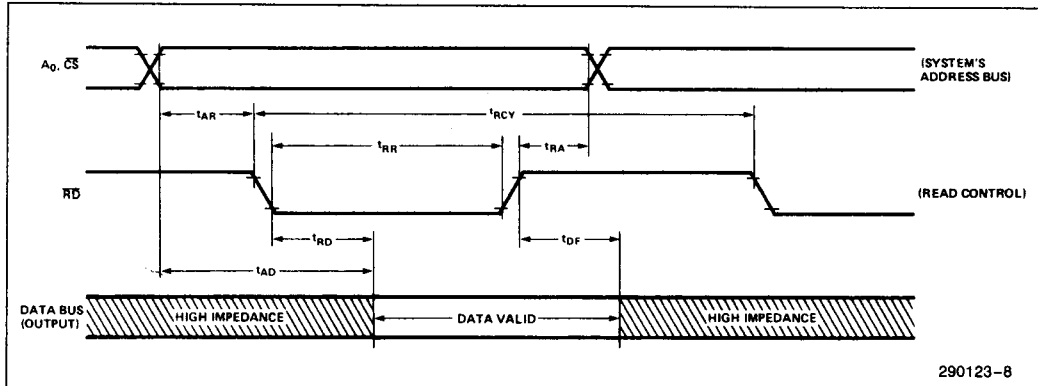 A0, CS (SYSTEM'S
ADDRESS BUS)
tAR tRCY
tRR tRA
RD (READ CONTROL)
tRD tDF
tAD
DATA BUS
(OUTPUT) HIGH IMPEDANCE DATA VALID HIGH IMPEDANCE
290123-8